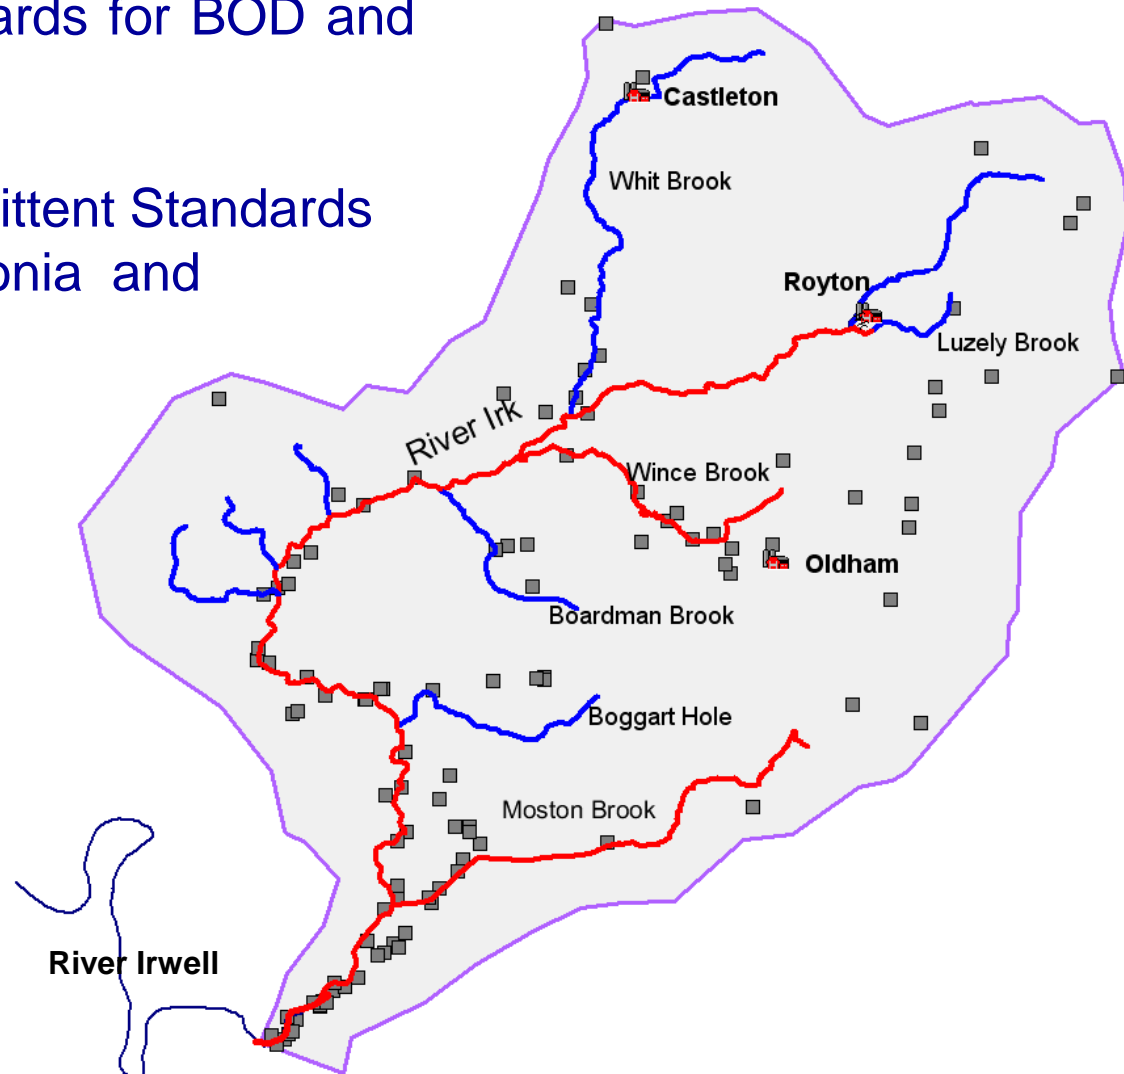 ards for BOD and
Castleton
Whit Brook
ittent Standards
onia and
Royton
Luzely Brook
River Irk
Wince Brook
Oldham
Boardman Brook
Boggart Hole
Moston Brook
River Irwell